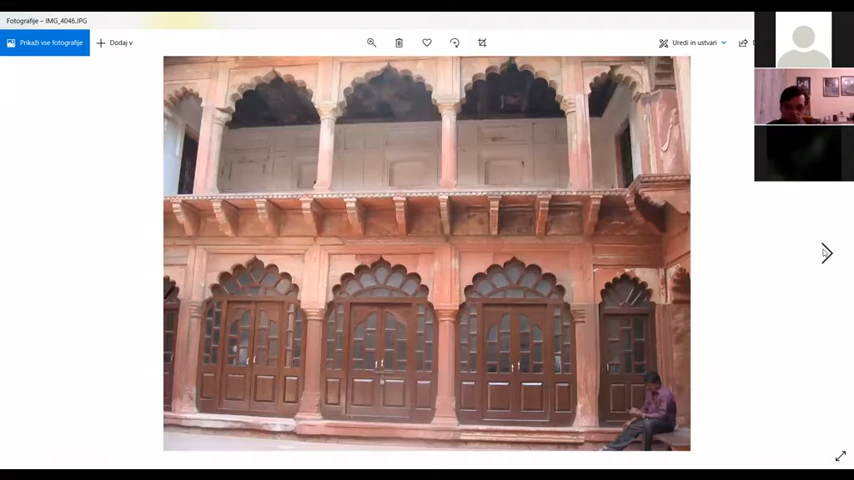 Fotografije – IMG_4046.JPG
Prikaži vse fotografije
Dodaj v
Uredi in ustvari